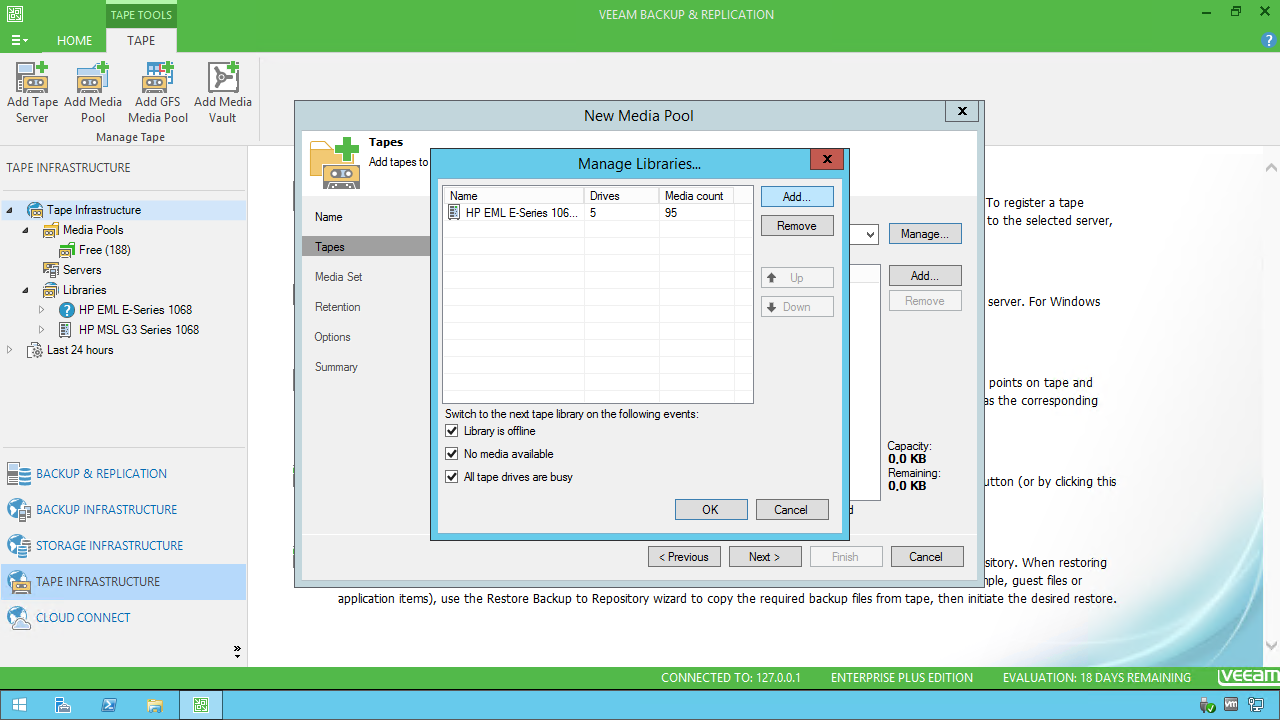 TAPE TOOLS
VEEAM BACKUP & REPLICATION
HOME
TAPE
?
Add Tape Server
Add Media Pool
Add GFS Media Pool
Add Media Vault
Manage Tape
TAPE INFRASTRUCTURE
Tape Infrastructure
Media Pools
Free (188)
Servers
Libraries
HP EML E-Series 1068
HP MSL G3 Series 1068
Last 24 hours
BACKUP & REPLICATION
BACKUP INFRASTRUCTURE
STORAGE INFRASTRUCTURE
TAPE INFRASTRUCTURE
CLOUD CONNECT
New Media Pool
X
Tapes
Add tapes to
Name
Tapes
Media Set
Retention
Options
Summary
Manage...
Add...
Remove
Capacity:
0,0 KB
Remaining:
0,0 KB
< Previous
Next >
Finish
Cancel
Manage Libraries...
X
Name
Drives
Media count
HP EML E-Series 106...
5
95
Add...
Remove
Up
Down
Switch to the next tape library on the following events:
Library is offline
No media available
All tape drives are busy
OK
Cancel
To register a tape
to the selected server,
server. For Windows
points on tape and
as the corresponding
utton (or by clicking this
sitory. When restoring
mple, guest files or
application items), use the Restore Backup to Repository wizard to copy the required backup files from tape, then initiate the desired restore.
CONNECTED TO: 127.0.0.1
ENTERPRISE PLUS EDITION
EVALUATION: 18 DAYS REMAINING
veeam
vm